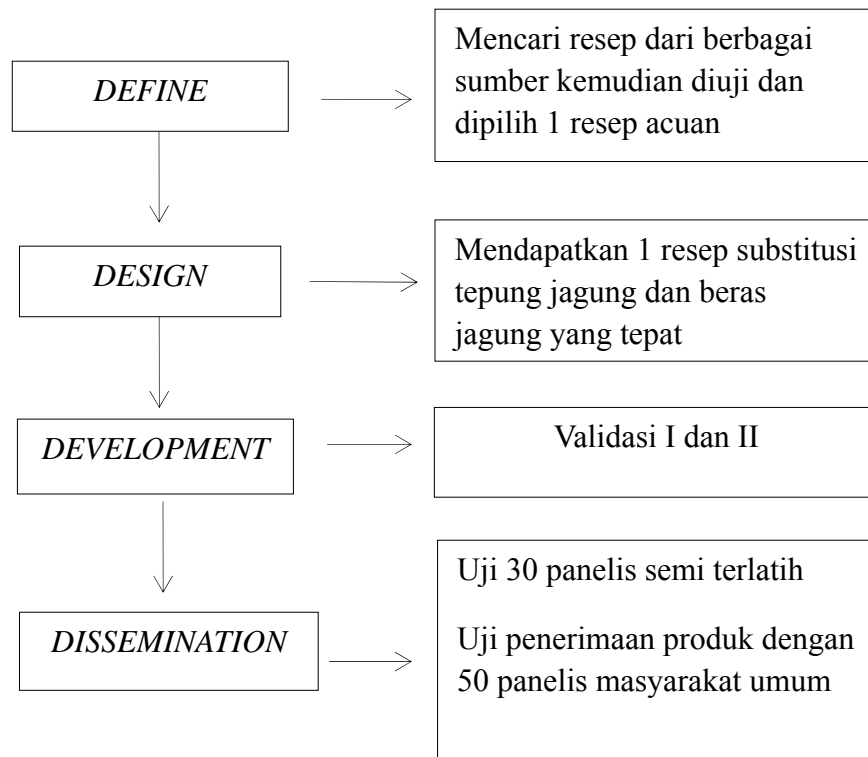 DEFINE
Mencari resep dari berbagai
sumber kemudian diuji dan
dipilih 1 resep acuan
DESIGN
Mendapatkan 1 resep substitusi
tepung jagung dan beras
jagung yang tepat
DEVELOPMENT
Validasi I dan II
DISSEMINATION
Uji 30 panelis semi terlatih
Uji penerimaan produk dengan
50 panelis masyarakat umum